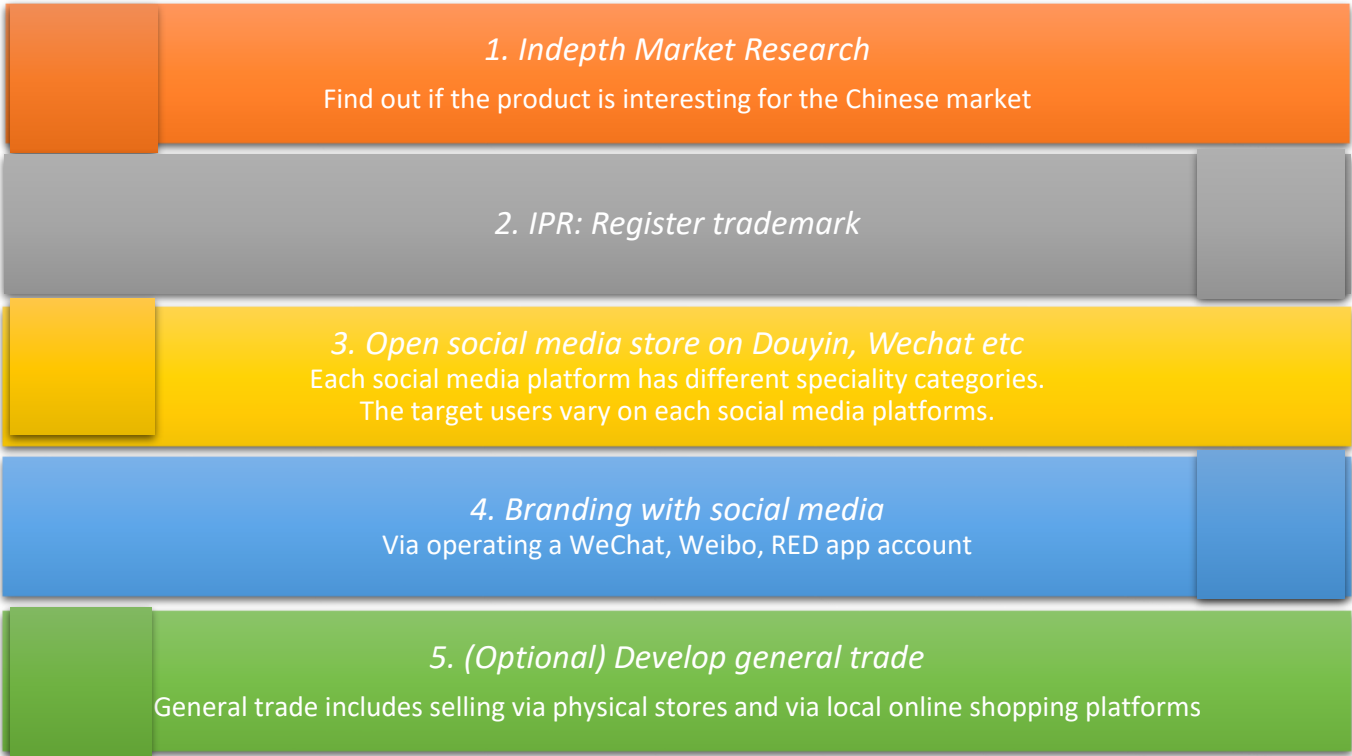 1. Indepth Market Research
Find out if the product is interesting for the Chinese market
2. IPR: Register trademark
3. Open social media store on Douyin, Wechat etc
Each social media platform has different speciality categories.
The target users vary on each social media platforms.
4. Branding with social media
Via operating a WeChat, Weibo, RED app account
5. (Optional) Develop general trade
General trade includes selling via physical stores and via local online shopping platforms